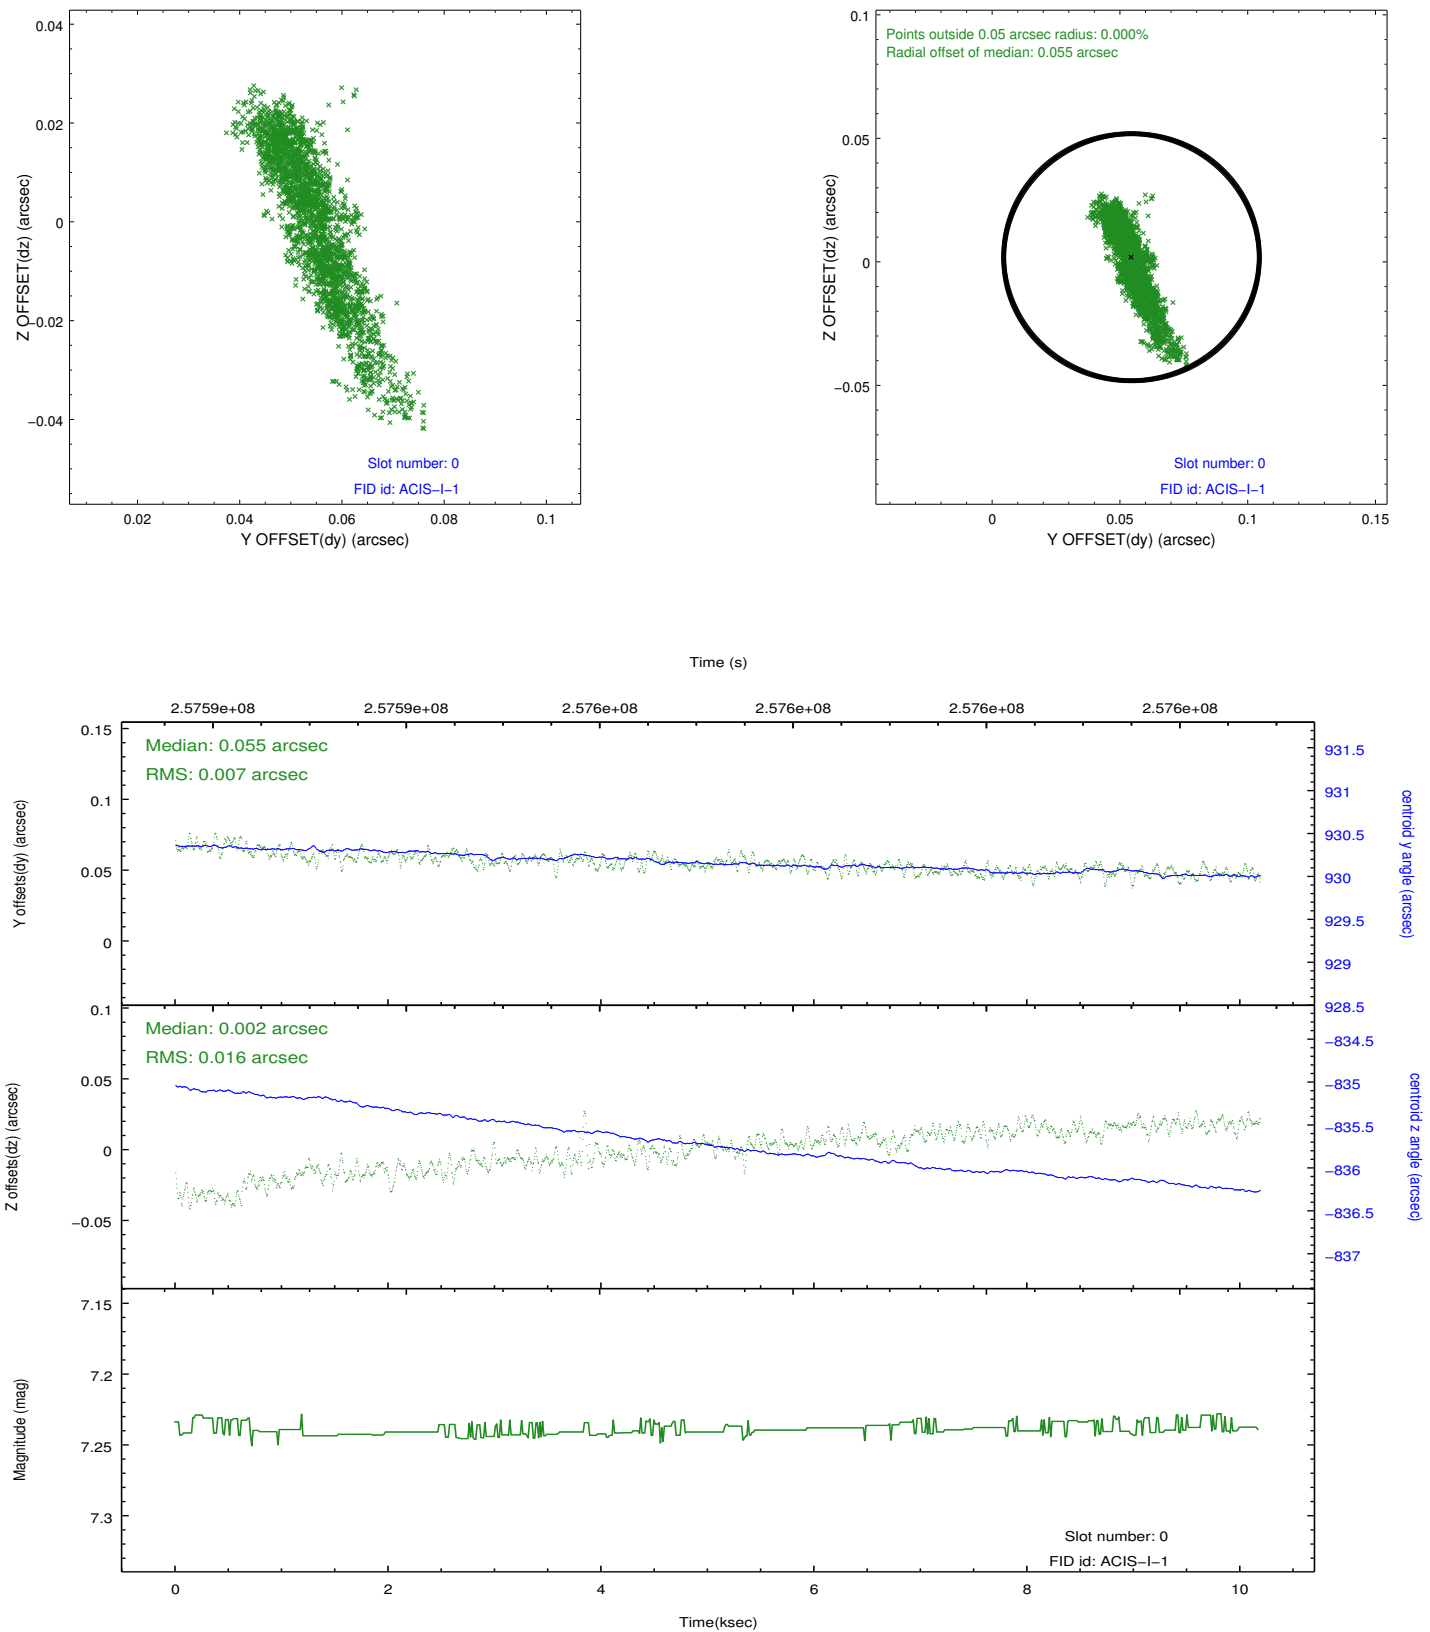 0.04
0.02
0
−0.02
−0.04
Z OFFSET(dz) (arcsec)
Slot number: 0
FID id: ACIS−I−1
0.02 0.04 0.06 0.08 0.1
Y OFFSET(dy) (arcsec)
0.1
0.05
0
−0.05
Z OFFSET(dz) (arcsec)
Points outside 0.05 arcsec radius: 0.000%
Radial offset of median: 0.055 arcsec
Slot number: 0
FID id: ACIS−I−1
0 0.05 0.1 0.15
Y OFFSET(dy) (arcsec)
Time (s)
2.5759e+08 2.5759e+08 2.576e+08 2.576e+08 2.576e+08 2.576e+08
0.15
0.1
0.05
0
Y offsets(dy) (arcsec)
Median: 0.055 arcsec
RMS: 0.007 arcsec
931.5
931
930.5
930
929.5
929
928.5
centroid y angle (arcsec)
0.1
0.05
0
−0.05
Z offsets(dz) (arcsec)
Median: 0.002 arcsec
RMS: 0.016 arcsec
−834.5
−835
−835.5
−836
−836.5
−837
centroid z angle (arcsec)
7.15
7.2
7.25
7.3
Magnitude (mag)
Slot number: 0
FID id: ACIS−I−1
0 2 4 6 8 10
Time(ksec)